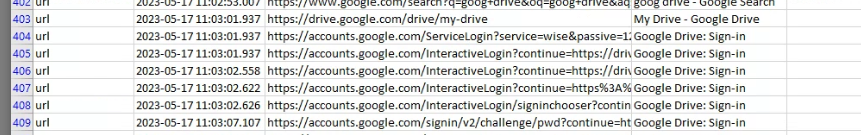 402 url 2023-05-17 11:02:53.007 https://www.google.com/search?q=goog+drive&oq=goog+drive&aq goog drive - Google Search
403 url 2023-05-17 11:03:01.937 https://drive.google.com/drive/my-drive My Drive - Google Drive
404 url 2023-05-17 11:03:01.937 https://accounts.google.com/ServiceLogin?service=wise&passive=12 Google Drive: Sign-in
405 url 2023-05-17 11:03:01.937 https://accounts.google.com/InteractiveLogin?continue=https://driv Google Drive: Sign-in
406 url 2023-05-17 11:03:02.558 https://accounts.google.com/InteractiveLogin?continue=https://driv Google Drive: Sign-in
407 url 2023-05-17 11:03:02.622 https://accounts.google.com/InteractiveLogin?continue=https%3A% Google Drive: Sign-in
408 url 2023-05-17 11:03:02.626 https://accounts.google.com/InteractiveLogin/signinchooser?contin Google Drive: Sign-in
409 url 2023-05-17 11:03:07.107 https://accounts.google.com/signin/v2/challenge/pwd?continue=ht Google Drive: Sign-in